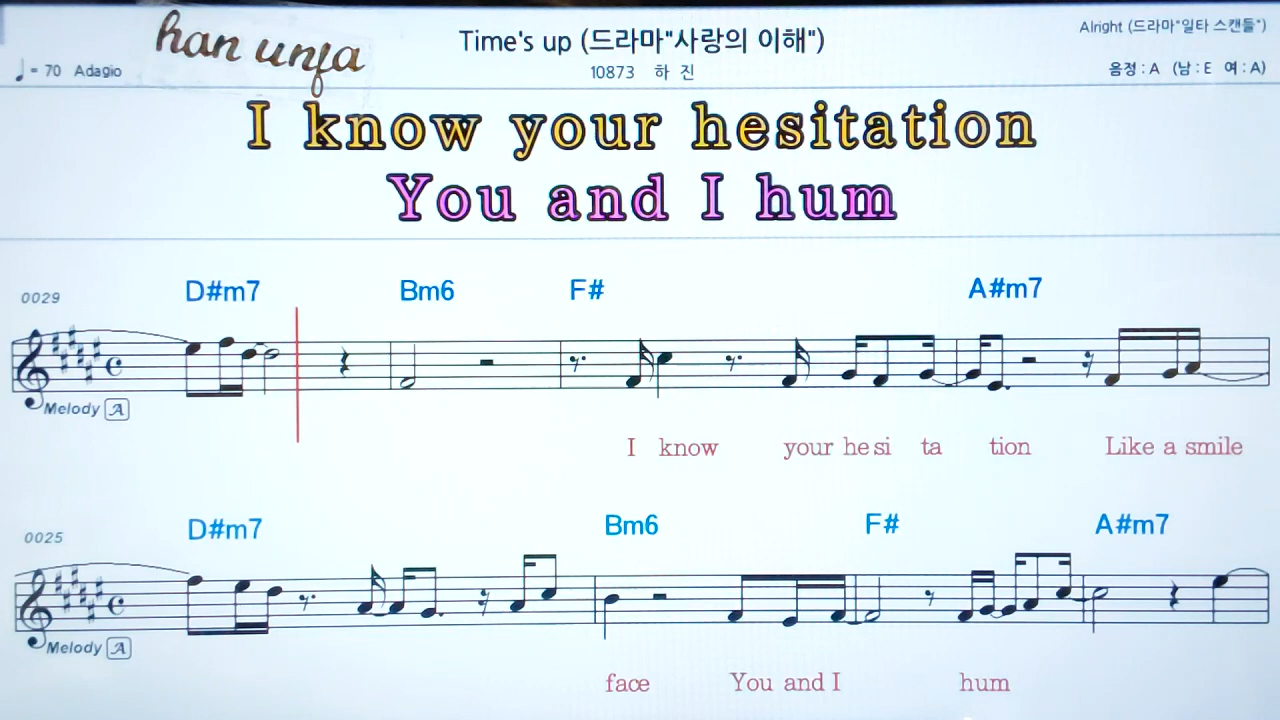 han unfa
Time's up (드라마"사랑의 이해")
Alright (드라마"일타 스캔들")
♩= 70 Adagio
10873 하 진
음정 : A (남 : E 여 : A)
I know your hesitation
You and I hum
0029 D#m7 Bm6 F# A#m7
Melody A
I know your he si ta tion Like a smile
0025 D#m7 Bm6 F# A#m7
Melody A
face You and I hum